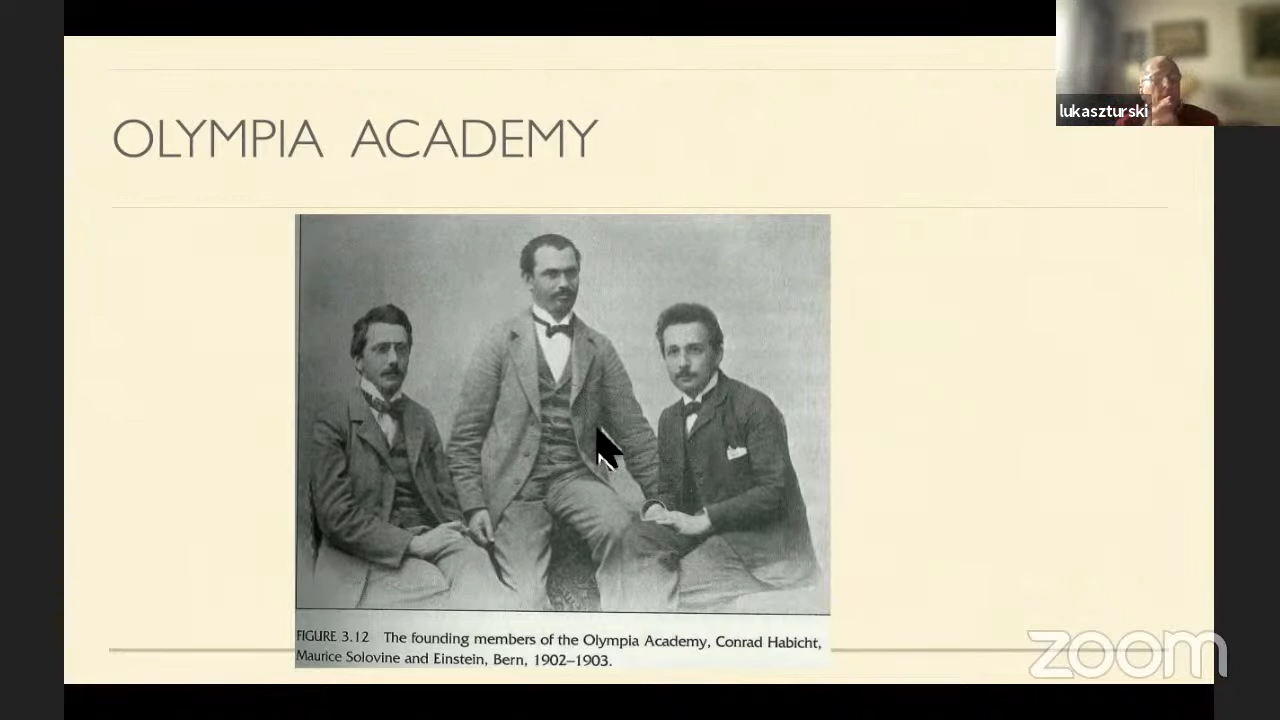 lukaszturski
OLYMPIA ACADEMY
FIGURE 3.12 The founding members of the Olympia Academy, Conrad Habicht,
Maurice Solovine and Einstein, Bern, 1902–1903.
zoom